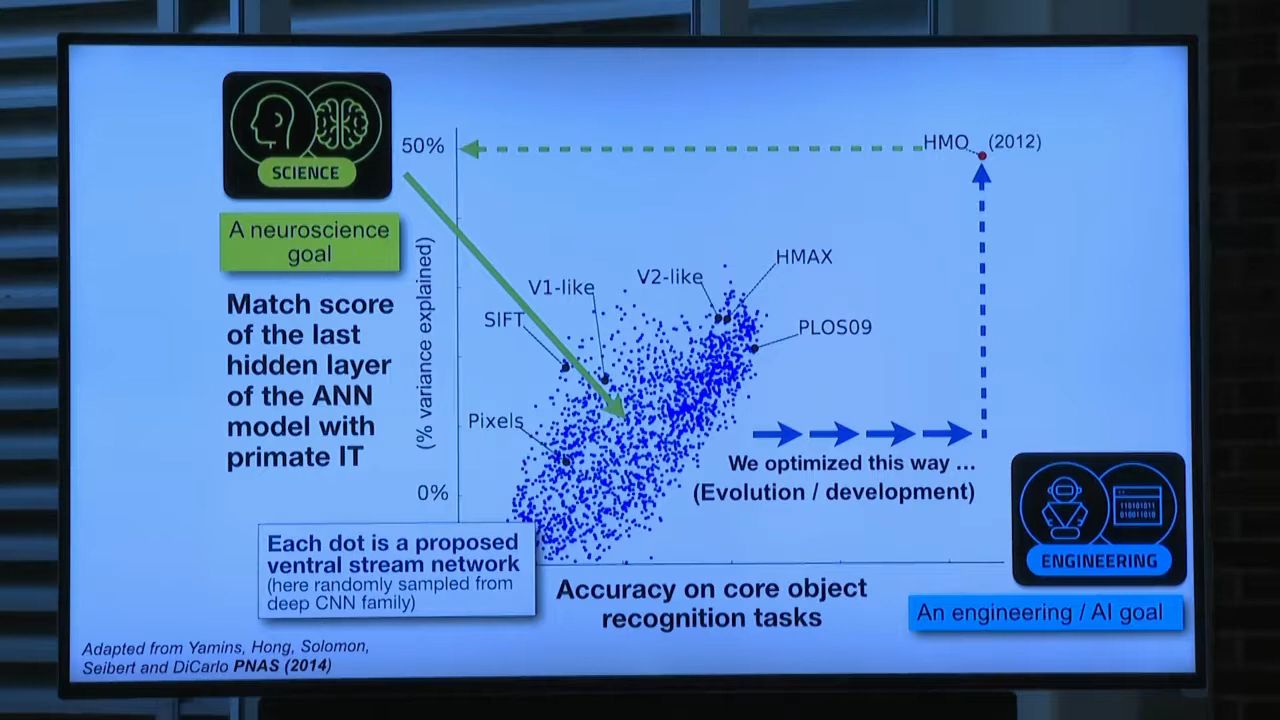 SCIENCE
A neuroscience
goal
Match score
of the last
hidden layer
of the ANN
model with
primate IT
(% variance explained)
50%
0%
HMO (2012)
HMAX
V2-like
V1-like
SIFT
PLOS09
Pixels
We optimized this way ...
(Evolution / development)
Each dot is a proposed
ventral stream network
(here randomly sampled from
deep CNN family)
Accuracy on core object
recognition tasks
11010101
ENGINEERING
An engineering / AI goal
Adapted from Yamins, Hong, Solomon,
Seibert and DiCarlo PNAS (2014)